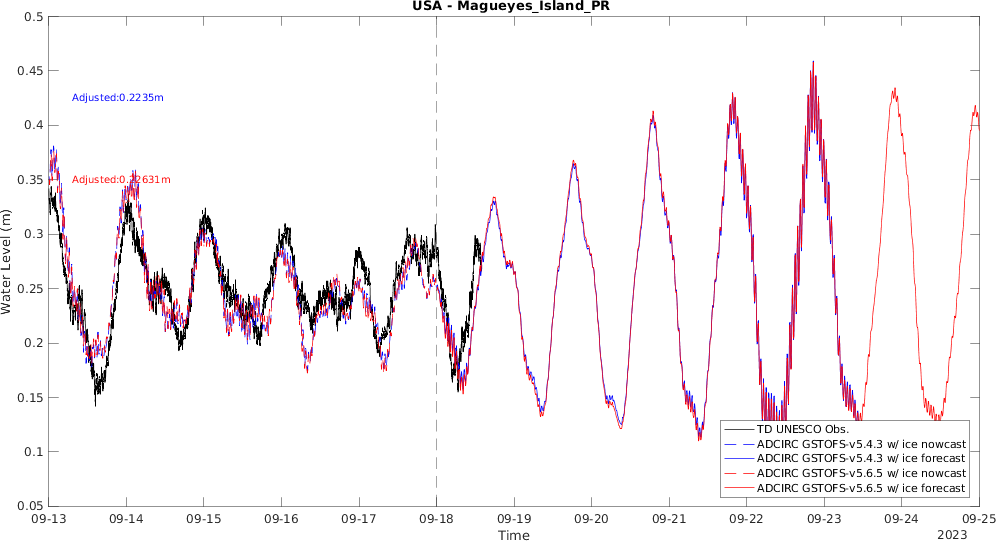 USA - Magueyes_Island_PR
0.5
0.45
0.4
0.35
0.3
0.25
0.2
0.15
0.1
0.05
Water Level (m)
Adjusted:0.2235m
Adjusted:0.22631m
TD UNESCO Obs.
ADCIRC GSTOFS-v5.4.3 w/ ice nowcast
ADCIRC GSTOFS-v5.4.3 w/ ice forecast
ADCIRC GSTOFS-v5.6.5 w/ ice nowcast
ADCIRC GSTOFS-v5.6.5 w/ ice forecast
09-13 09-14 09-15 09-16 09-17 09-18 09-19 09-20 09-21 09-22 09-23 09-24 09-25
Time
2023